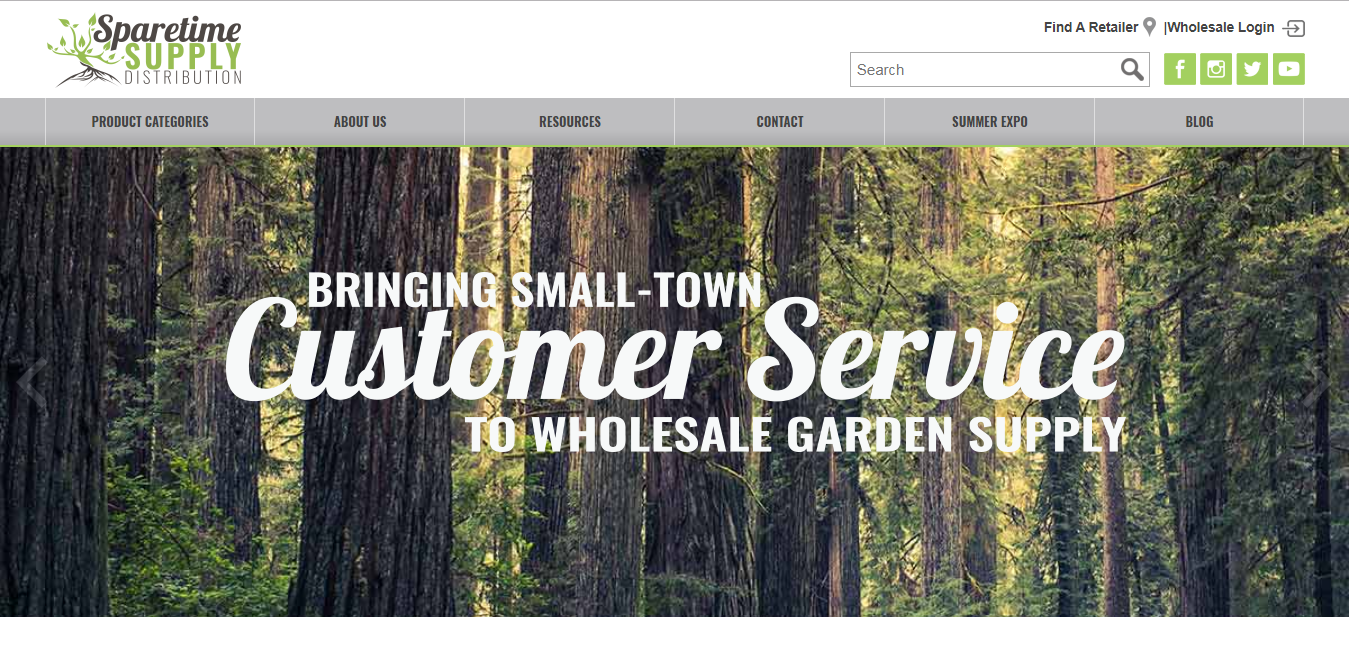 Sparetime
SUPPLY
DISTRIBUTION
Find A Retailer |Wholesale Login
Search
PRODUCT CATEGORIES ABOUT US RESOURCES CONTACT SUMMER EXPO BLOG
BRINGING SMALL-TOWN
Customer Service
TO WHOLESALE GARDEN SUPPLY